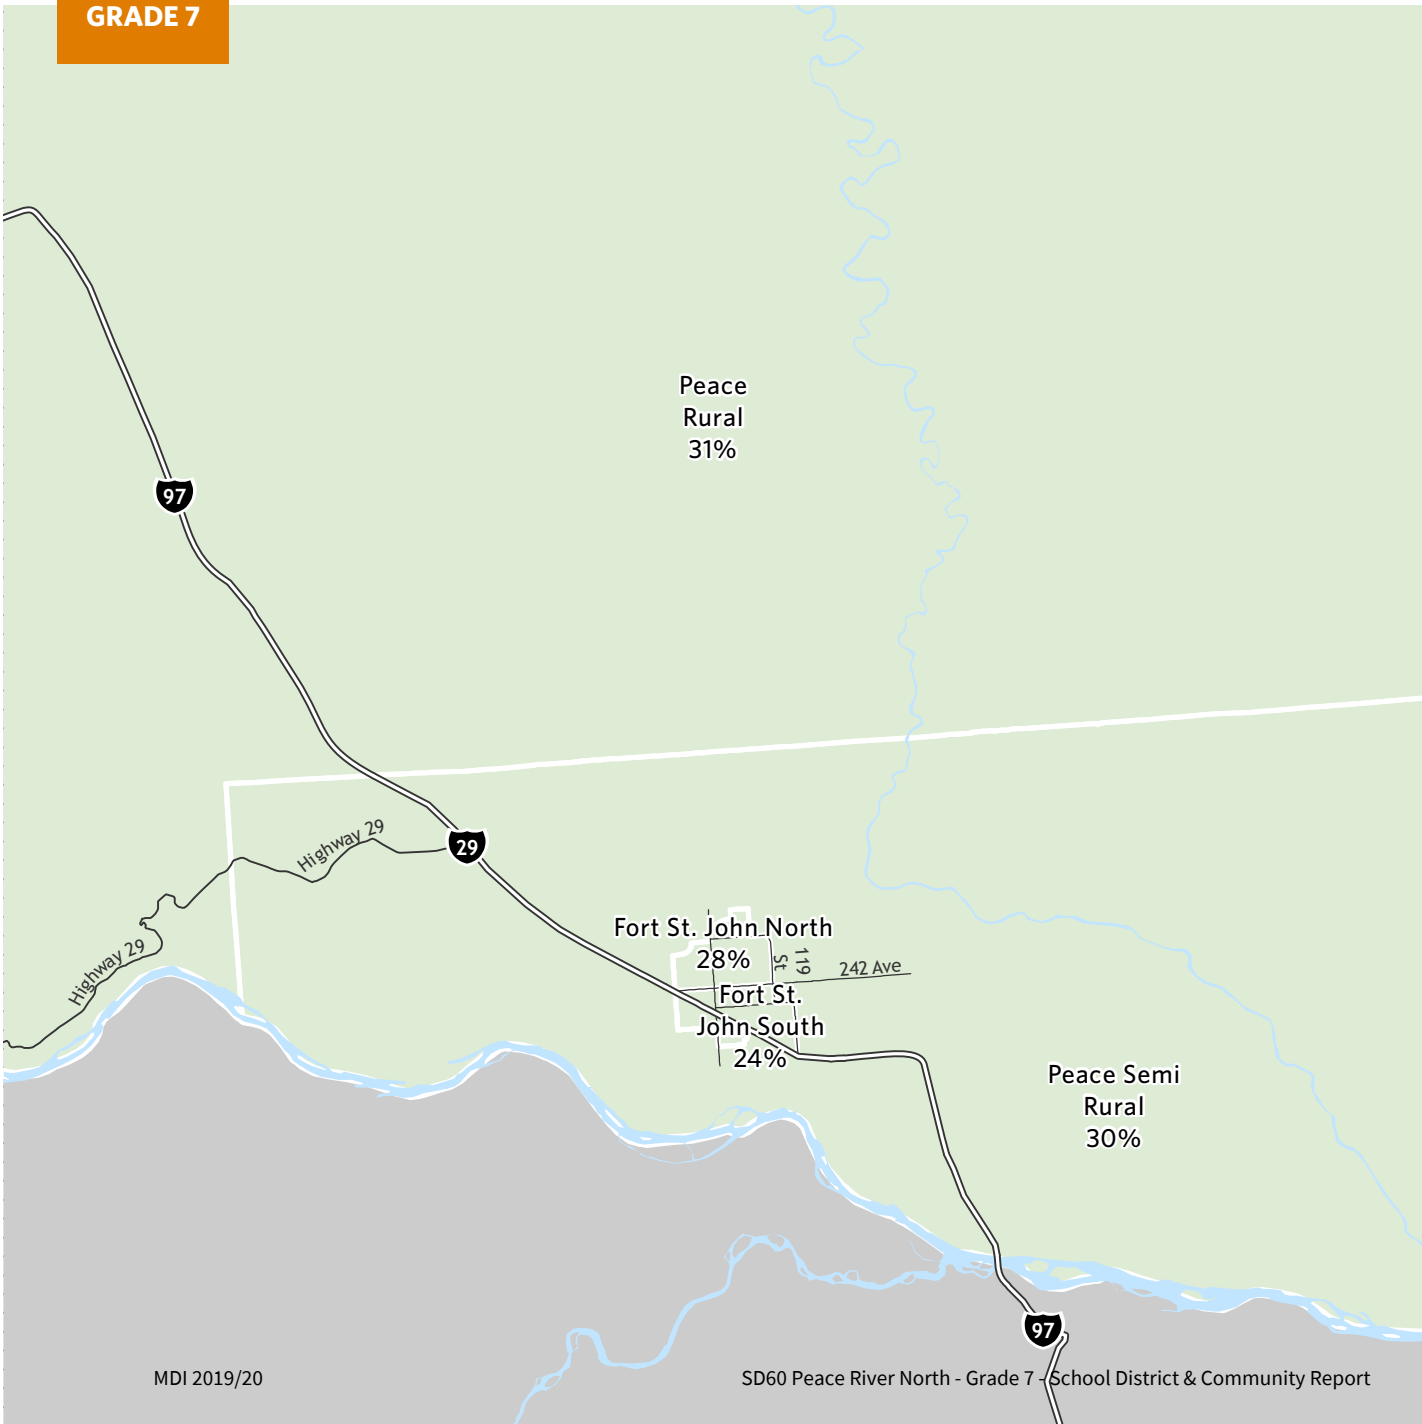 GRADE 7
Peace
Rural
31%
97
Highway 29
29
Highway 29
Fort St. John North
28%
119
St
242 Ave
Fort St.
John South
24%
Peace Semi
Rural
30%
97
MDI 2019/20
SD60 Peace River North - Grade 7 - School District & Community Report